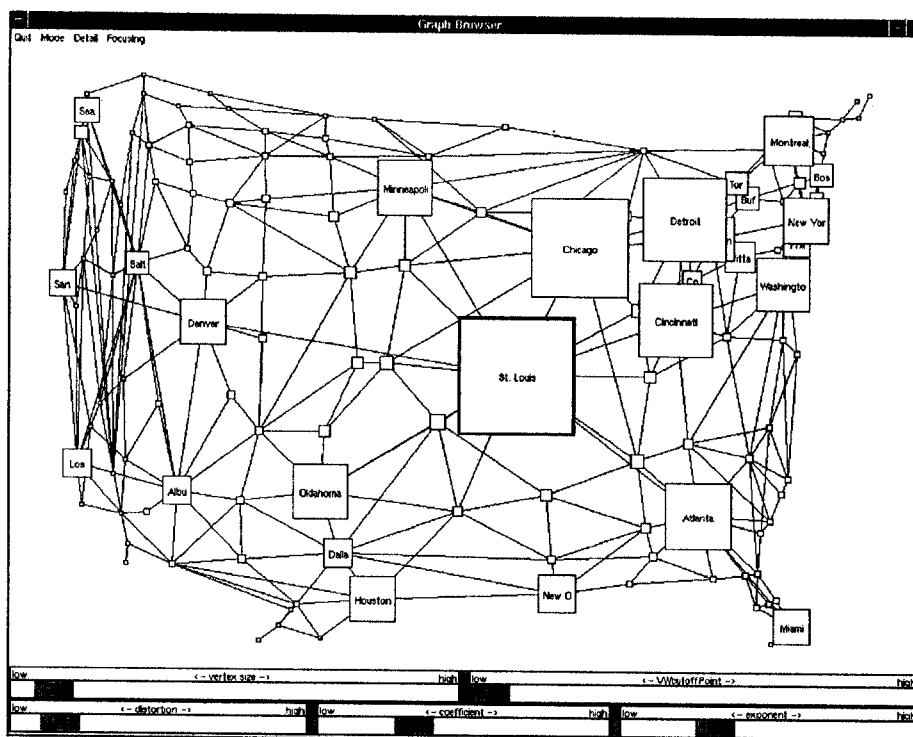 Graph Browser
Quit Mode Detail Focusing
Sea
Montreal
Minneapoli
Tor
Bos
Buf
Detroit
New Yor
Chicago
itts
Salt
San
Co
Washingto
Denver
Cincinnati
St. Louis
Los
Albu
Oklahoma
Atlanta
Dalla
Houston
New O
Miami
low <- vertex size -> high low <- VWcutoffPoint -> high
low <- distortion -> high low <- coefficient -> high low <- exponent -> high